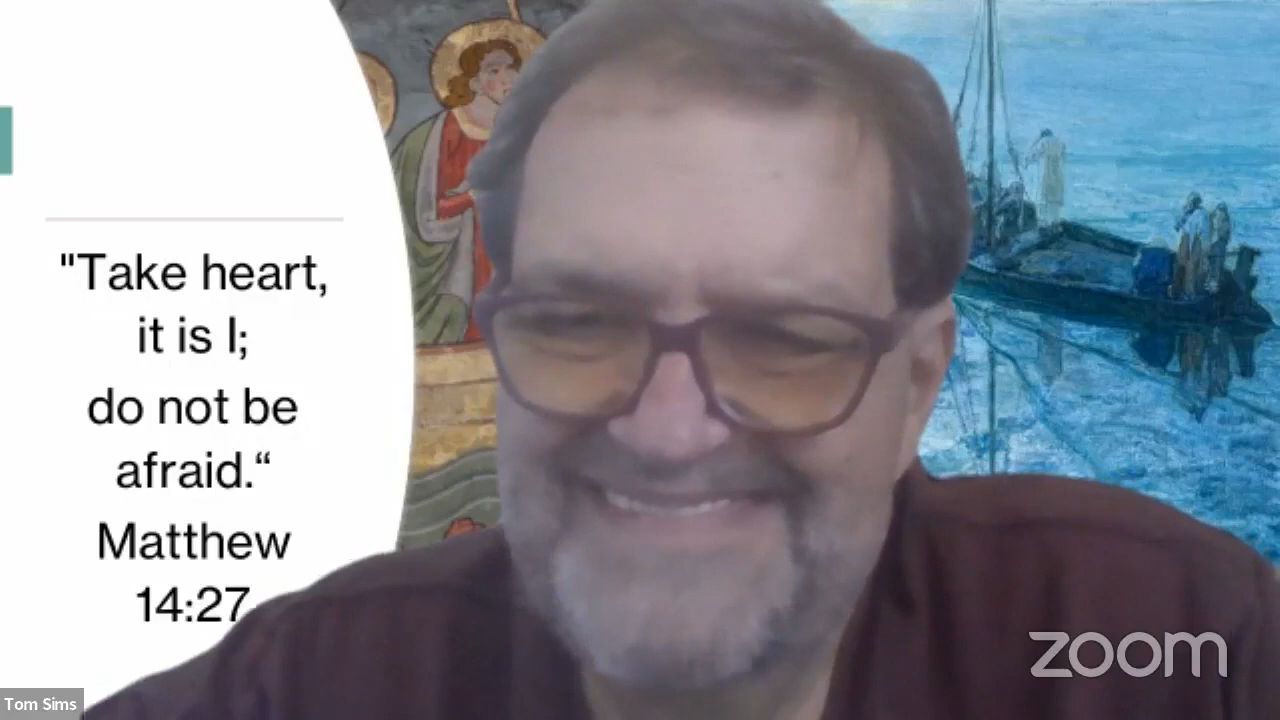 "Take heart,
it is I;
do not be
afraid.“
Matthew
14:27
Tom Sims
zoom